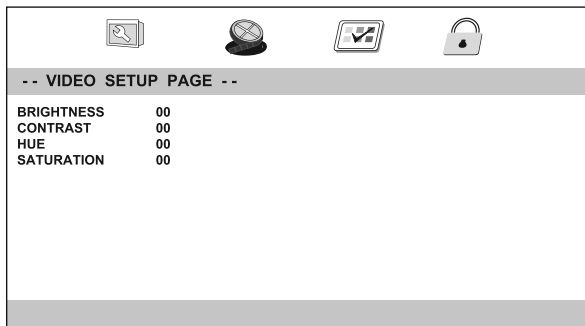 -- VIDEO SETUP PAGE --
BRIGHTNESS 00
CONTRAST 00
HUE 00
SATURATION 00